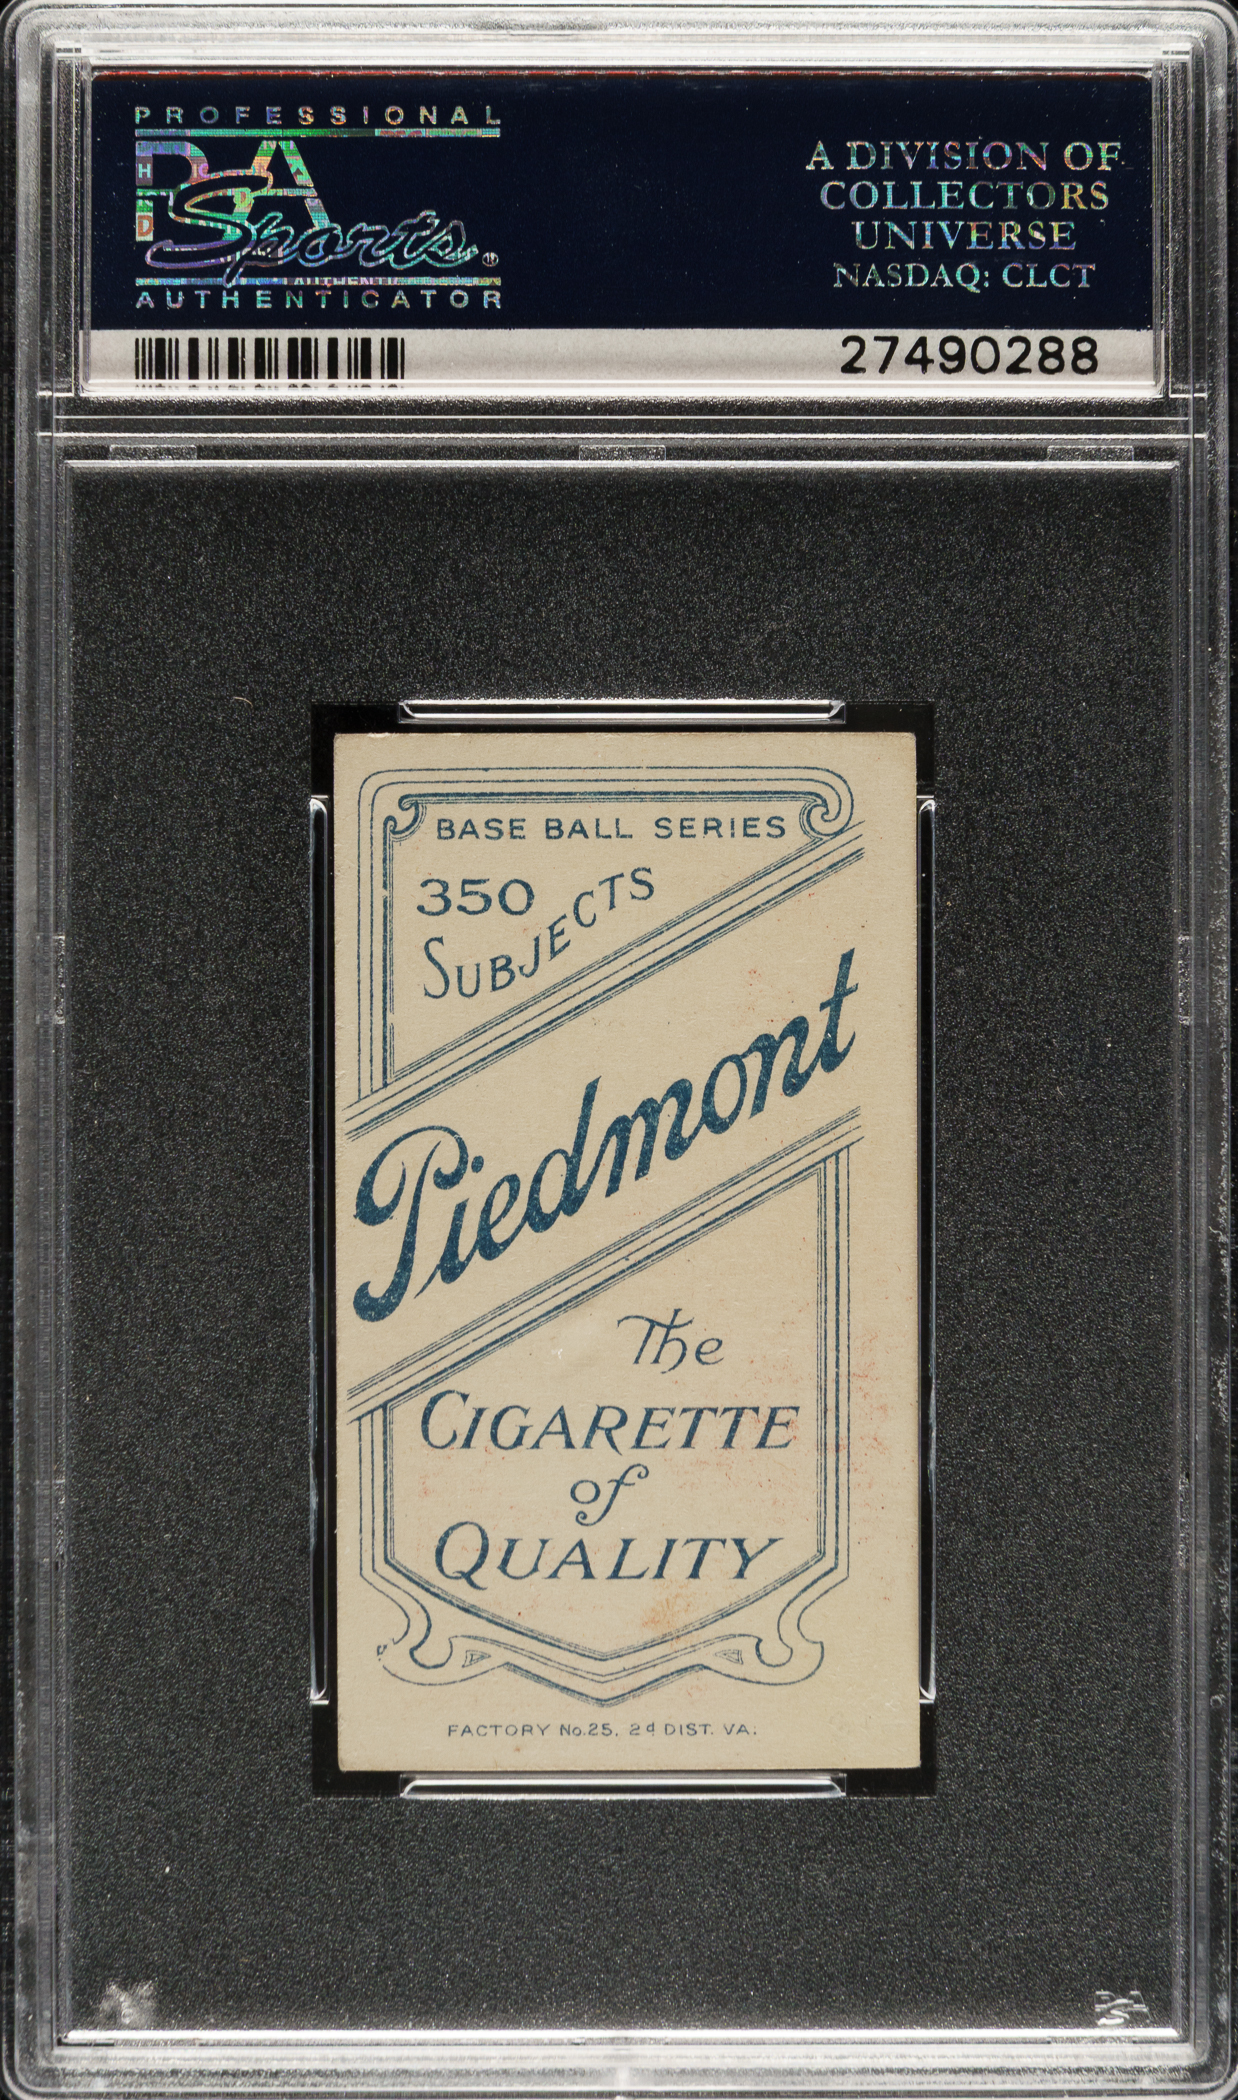 PROFESSIONAL
PSA
Sports
AUTHENTICATOR
A DIVISION OF
COLLECTORS
UNIVERSE
NASDAQ: CLCT
27490288
BASE BALL SERIES
350
SUBJECTS
Piedmont
The
CIGARETTE
of
QUALITY
FACTORY No. 25, 2d DIST. VA.
PSA